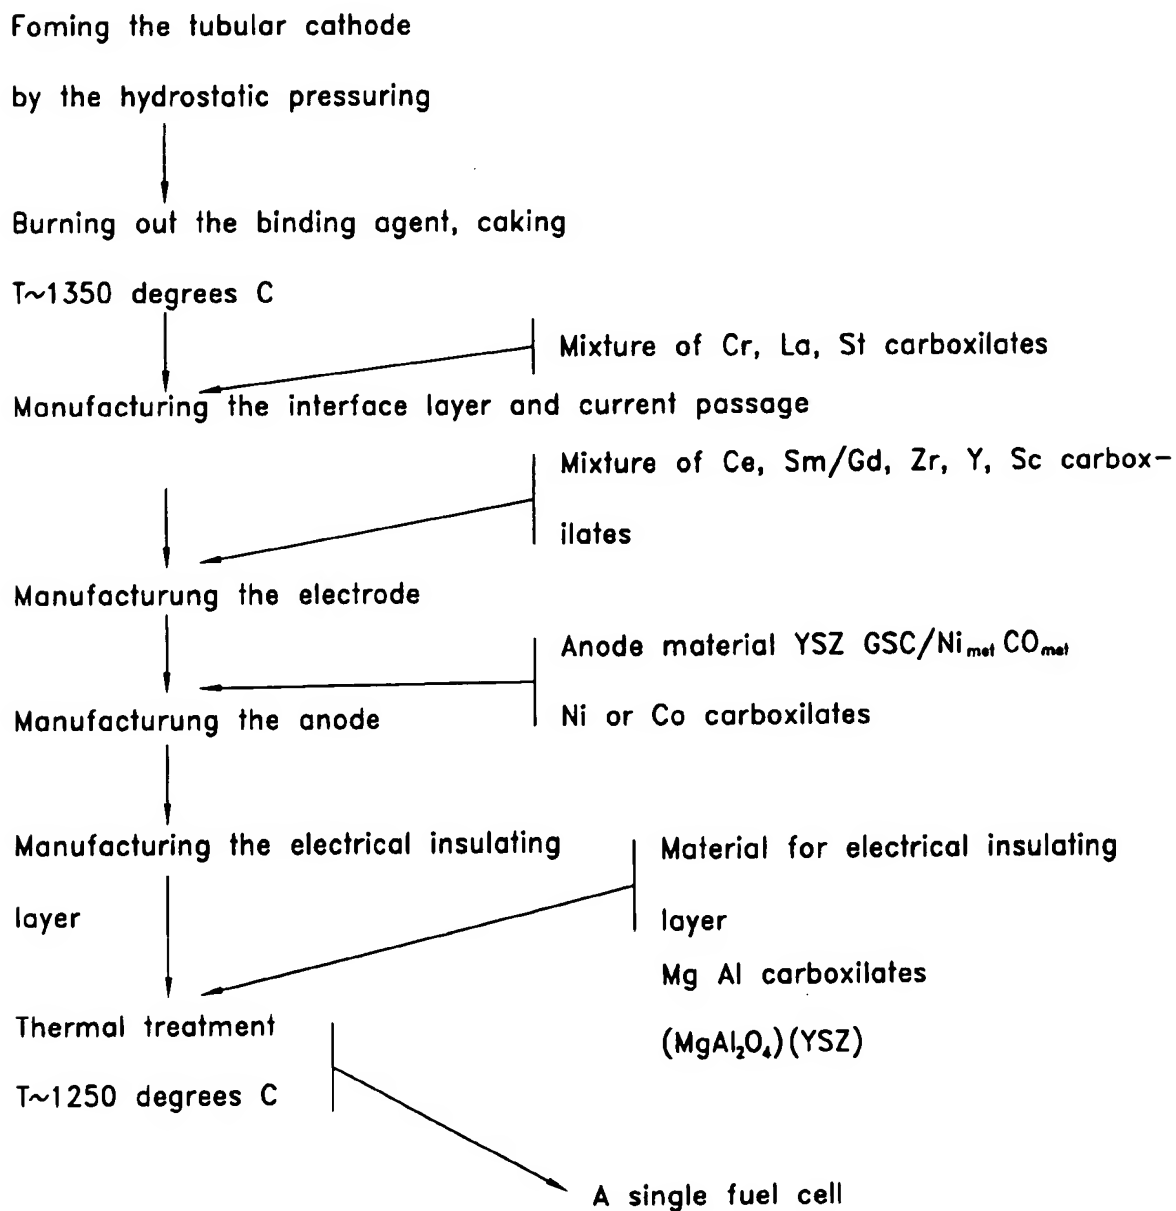 Foming the tubular cathode
by the hydrostatic pressuring
Burning out the binding agent, caking
T~1350 degrees C
Mixture of Cr, La, St carboxilates
Manufacturing the interface layer and current passage
Mixture of Ce, Sm/Gd, Zr, Y, Sc carbox-
ilates
Manufacturung the electrode
Anode material YSZ GSC/Ni_met CO_met
Ni or Co carboxilates
Manufacturung the anode
Manufacturing the electrical insulating
layer
Material for electrical insulating
layer
Mg Al carboxilates
(MgAl₂O₄)(YSZ)
Thermal treatment
T~1250 degrees C
A single fuel cell